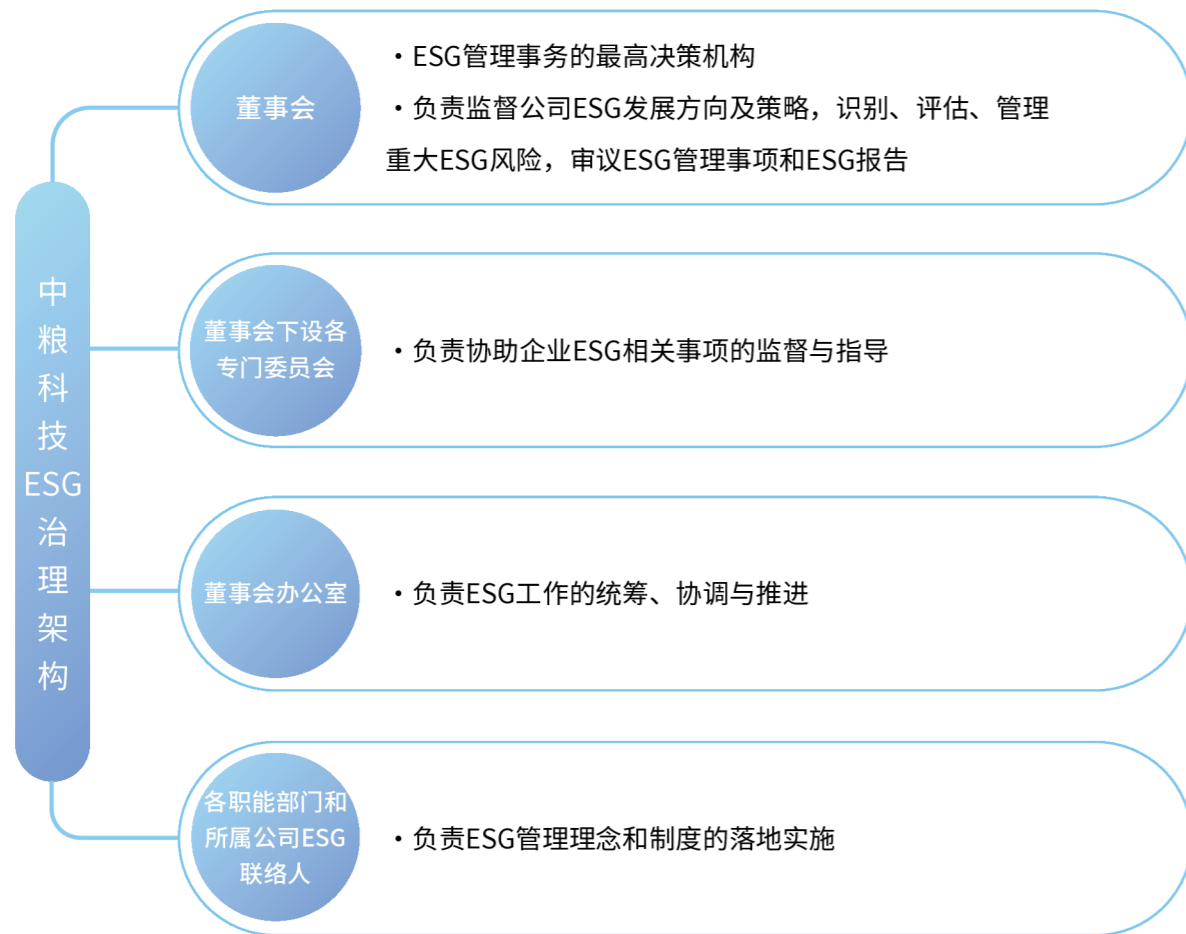 中粮科技ESG治理架构
董事会
・ESG管理事务的最高决策机构
・负责监督公司ESG发展方向及策略，识别、评估、管理
重大ESG风险，审议ESG管理事项和ESG报告
董事会下设各
专门委员会
・负责协助企业ESG相关事项的监督与指导
董事会办公室
・负责ESG工作的统筹、协调与推进
各职能部门和
所属公司ESG
联络人
・负责ESG管理理念和制度的落地实施